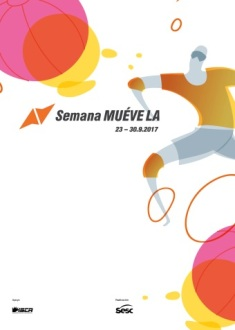 Semana MUÉVE LA
23 – 30.9.2017
ISCA
Sesc